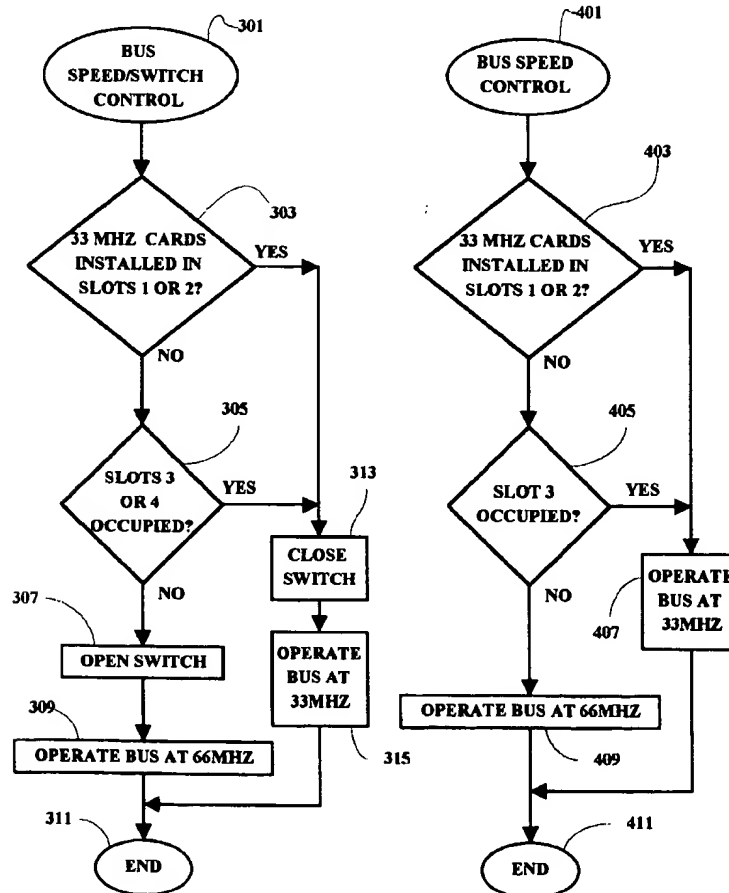 301
BUS
SPEED/SWITCH
CONTROL
303
33 MHZ CARDS
INSTALLED IN
SLOTS 1 OR 2?
YES
NO
305
SLOTS 3
OR 4
OCCUPIED?
YES
NO
313
CLOSE
SWITCH
307
OPEN SWITCH
OPERATE
BUS AT
33MHZ
315
309
OPERATE BUS AT 66MHZ
311
END
401
BUS SPEED
CONTROL
403
33 MHZ CARDS
INSTALLED IN
SLOTS 1 OR 2?
YES
NO
405
SLOT 3
OCCUPIED?
YES
NO
OPERATE
BUS AT
33MHZ
407
OPERATE BUS AT 66MHZ
409
411
END